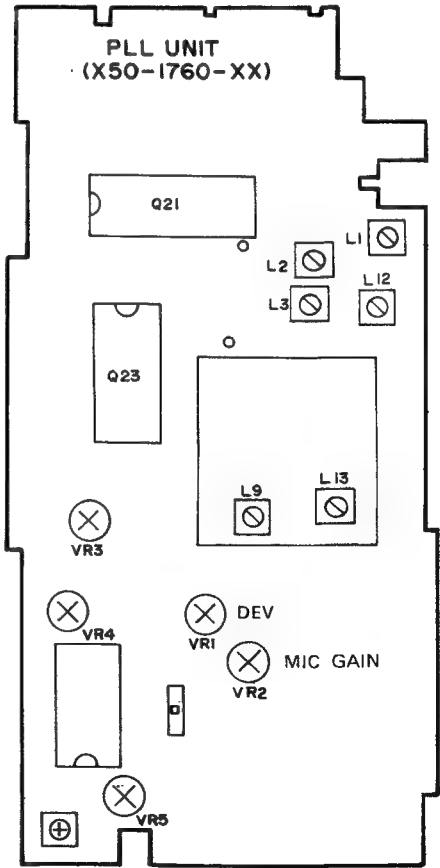 PLL UNIT
(X50-1760-XX)
Q21
L1
L2
L12
L3
Q23
L9
L13
VR3
VR4
VR1
DEV
VR2
MIC GAIN
VR5